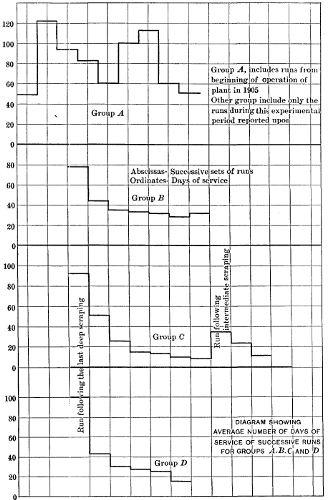 120
100
80
60
40
20
0
Group A, includes runs from
beginning of operation of
plant in 1905
Other group include only the
runs during this experimental
period reported upon
Group A
80
60
40
20
0
Abscissas- Successive sets of runs
Ordinates- Days of service
Group B
100
80
60
40
20
0
Run following the last deep scraping
Group C
Run following
intermediate scraping
100
80
60
40
20
0
Group D
DIAGRAM SHOWING
AVERAGE NUMBER OF DAYS OF
SERVICE OF SUCCESSIVE RUNS
FOR GROUPS A.B.C. AND D